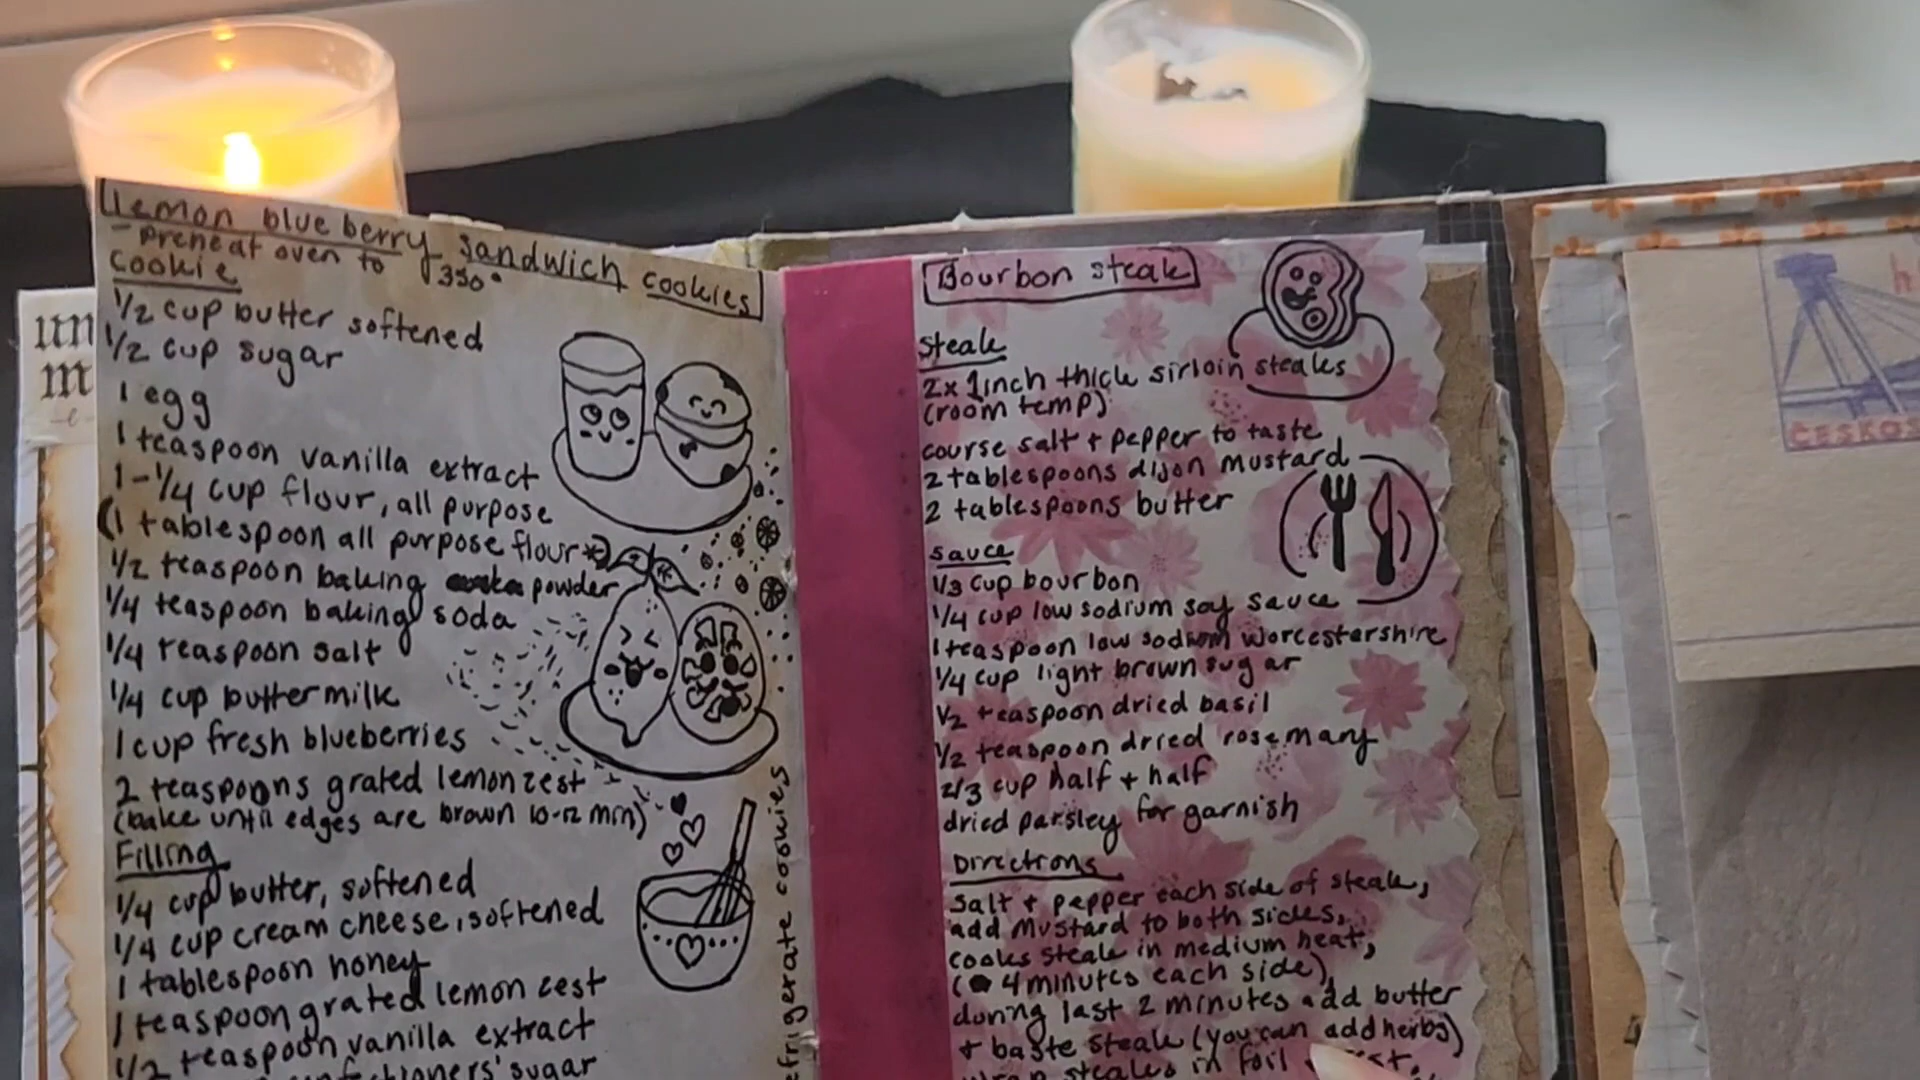 un
m
Lemon blueberry sandwich cookies
- preheat oven to 350°
cookie
1/2 cup butter softened
1/2 cup sugar
1 egg
1 teaspoon vanilla extract
1-1/4 cup flour, all purpose
(1 tablespoon all purpose flour*)
1/2 teaspoon baking powder
1/4 teaspoon baking soda
1/4 teaspoon salt
1/4 cup buttermilk
1 cup fresh blueberries
2 teaspoons grated lemon zest
(bake until edges are brown 10-12 min)
Filling
1/4 cup butter, softened
1/4 cup cream cheese, softened
1 tablespoon honey
1 teaspoon grated lemon zest
1/2 teaspoon vanilla extract
sugar
cookies
Bourbon steak
Steak
2x 1inch thick sirloin steaks
(room temp)
course salt + pepper to taste
2 tablespoons dijon mustard
2 tablespoons butter
sauce
1/3 cup bourbon
1/4 cup low sodium soy sauce
1 teaspoon low sodium worcestershire
1/4 cup light brown sugar
1/2 teaspoon dried basil
1/2 teaspoon dried rosemary
2/3 cup half + half
dried parsley for garnish
Directions
salt + pepper each side of steak,
add mustard to both sides,
cooks steak in medium heat,
(4 minutes each side),
during last 2 minutes add butter
+ baste steak (you can add herbs)
steaks in foil
ČESKOS